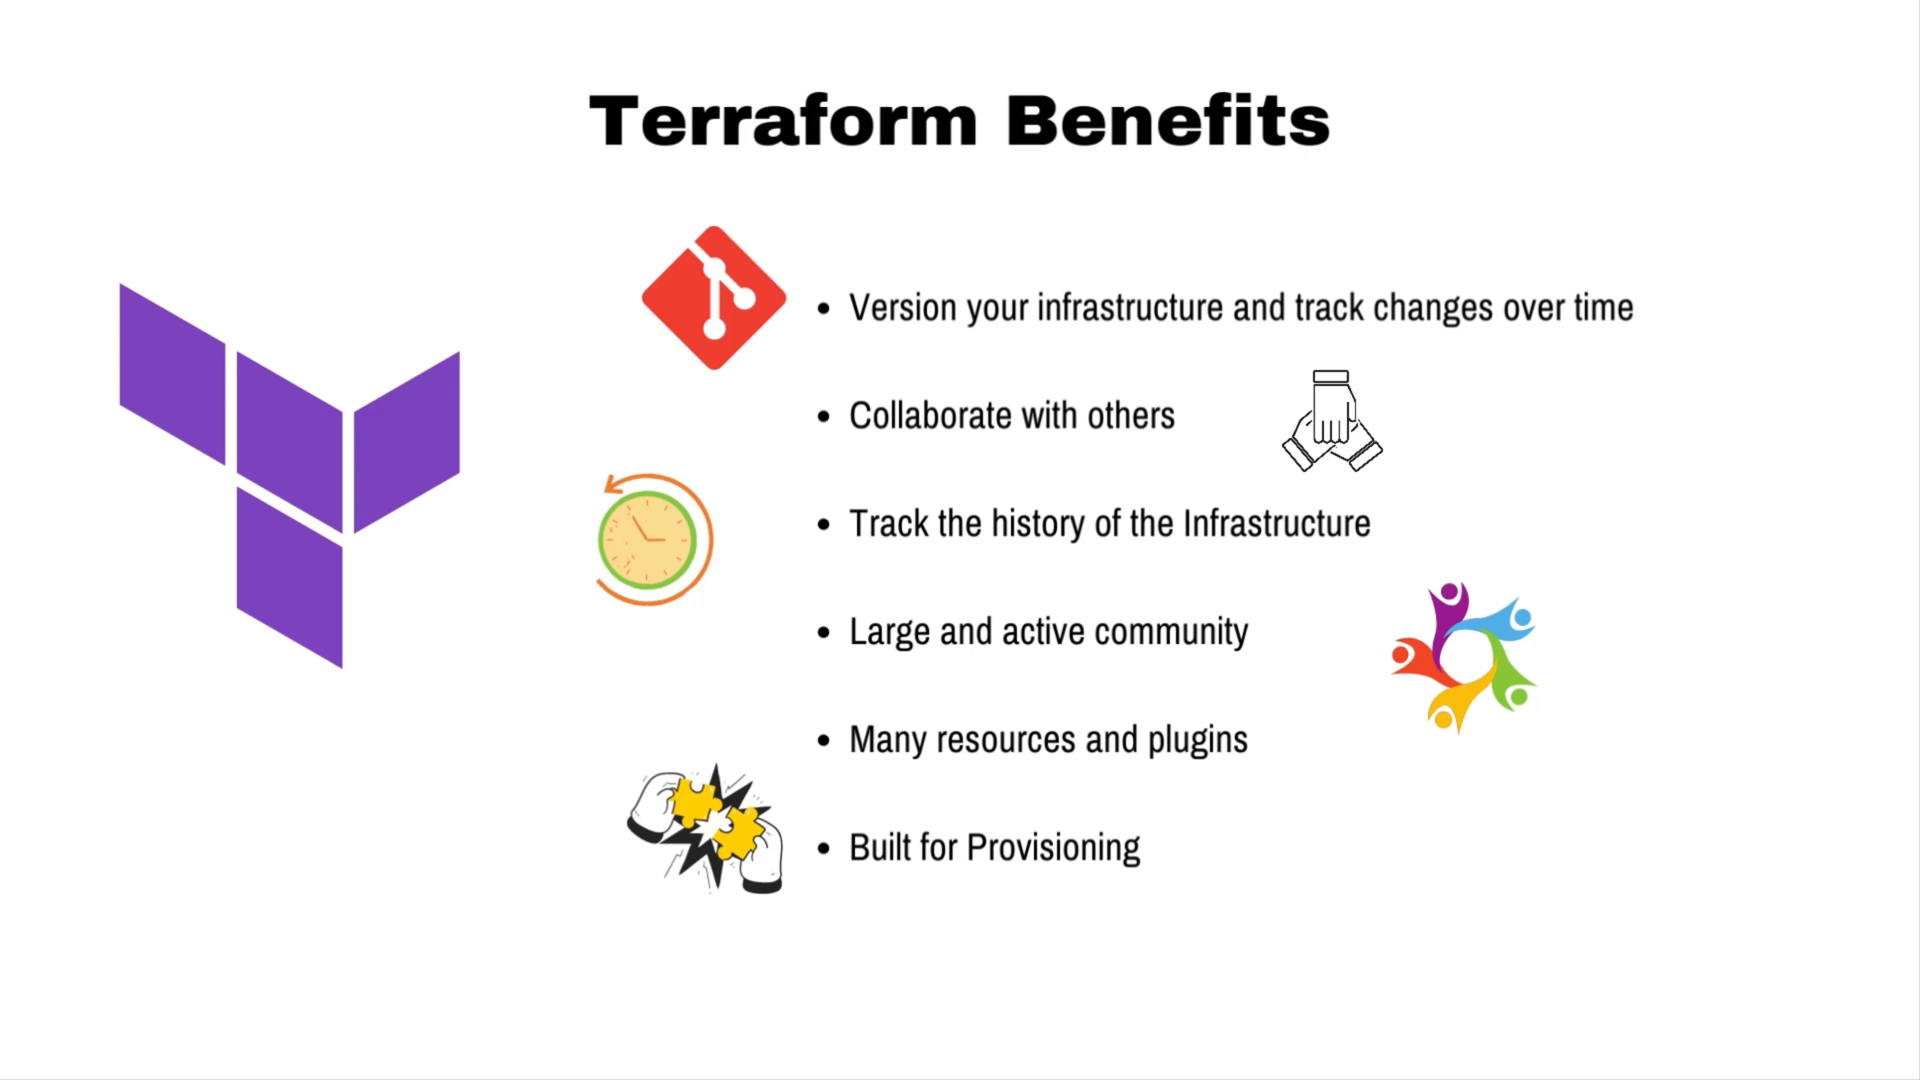 Terraform Benefits
• Version your infrastructure and track changes over time
• Collaborate with others
• Track the history of the Infrastructure
• Large and active community
• Many resources and plugins
• Built for Provisioning